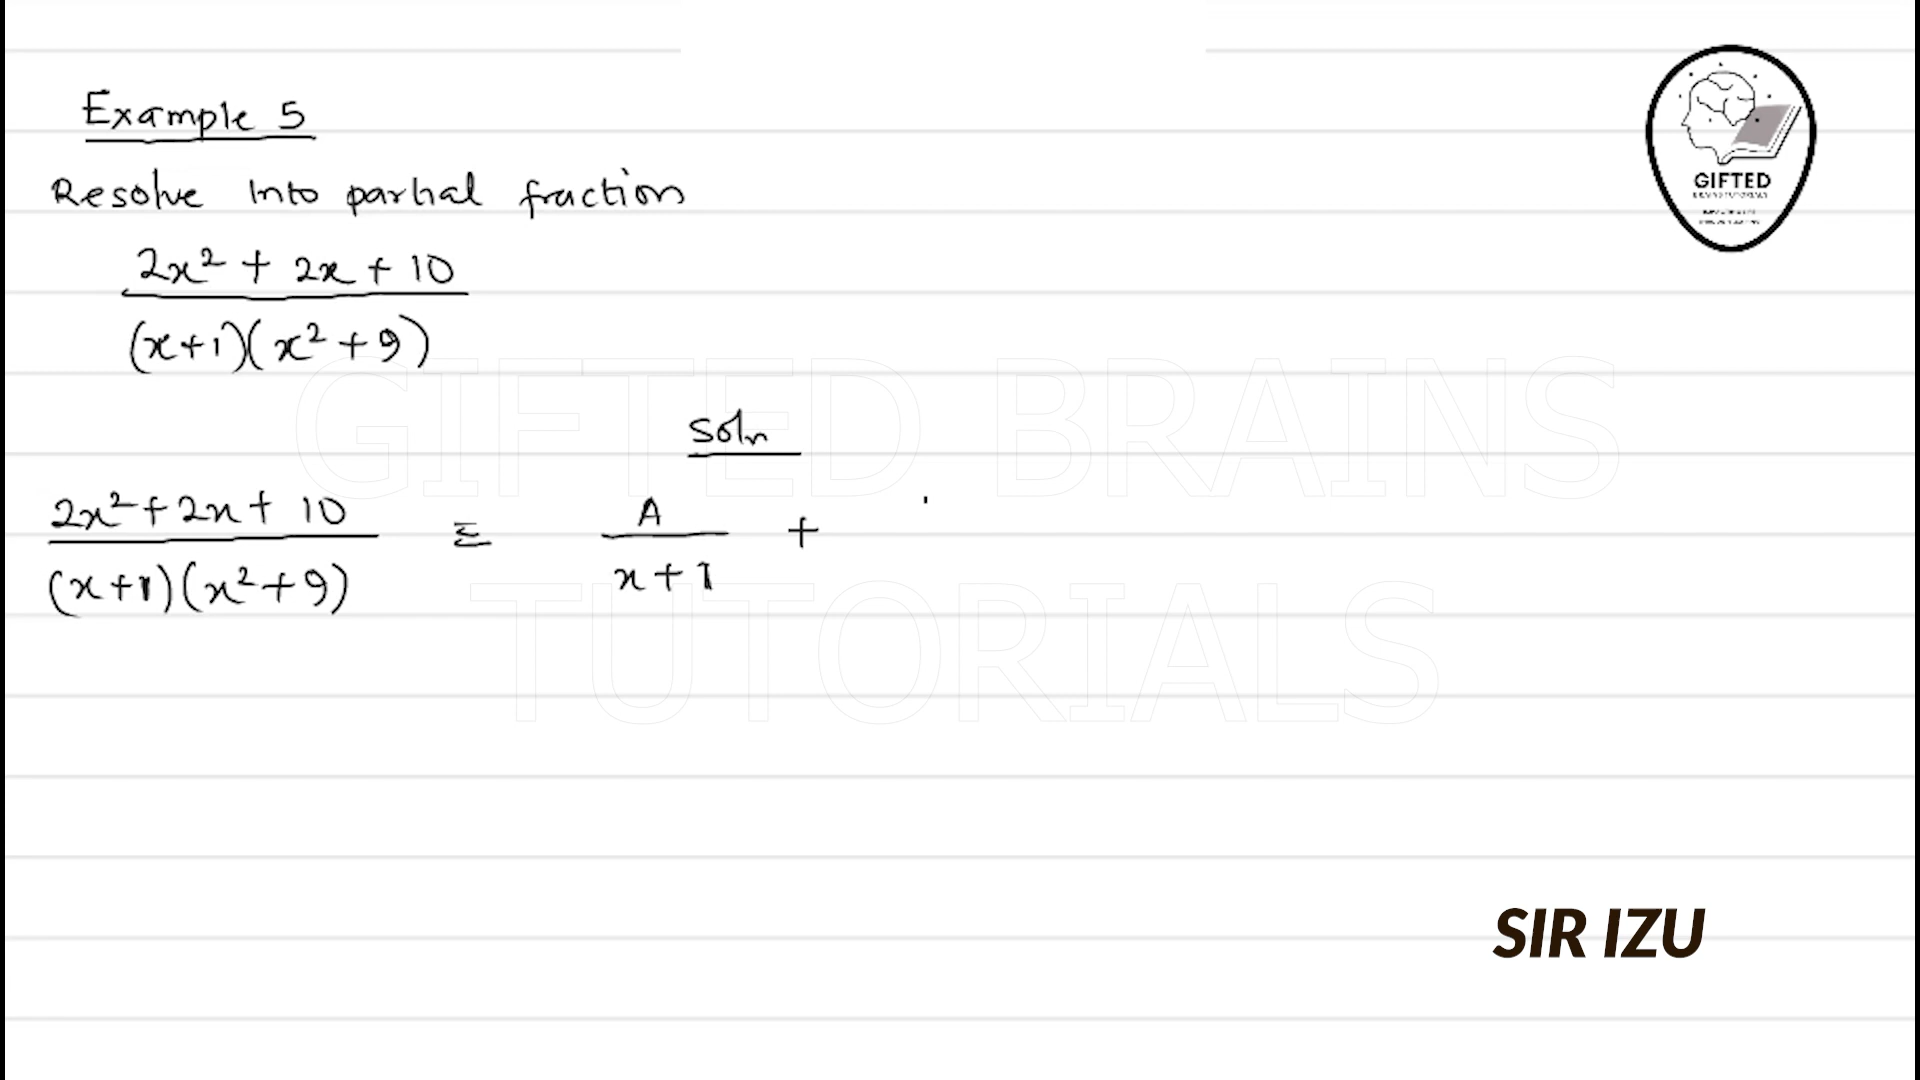 Example 5
Resolve into partial fraction
2x² + 2x + 10
(x+1)(x² + 9)
soln
2x² + 2x + 10 ≡ A +
(x+1)(x² + 9) x + 1
GIFTED BRAINS
TUTORIALS
GIFTED
SIR IZU